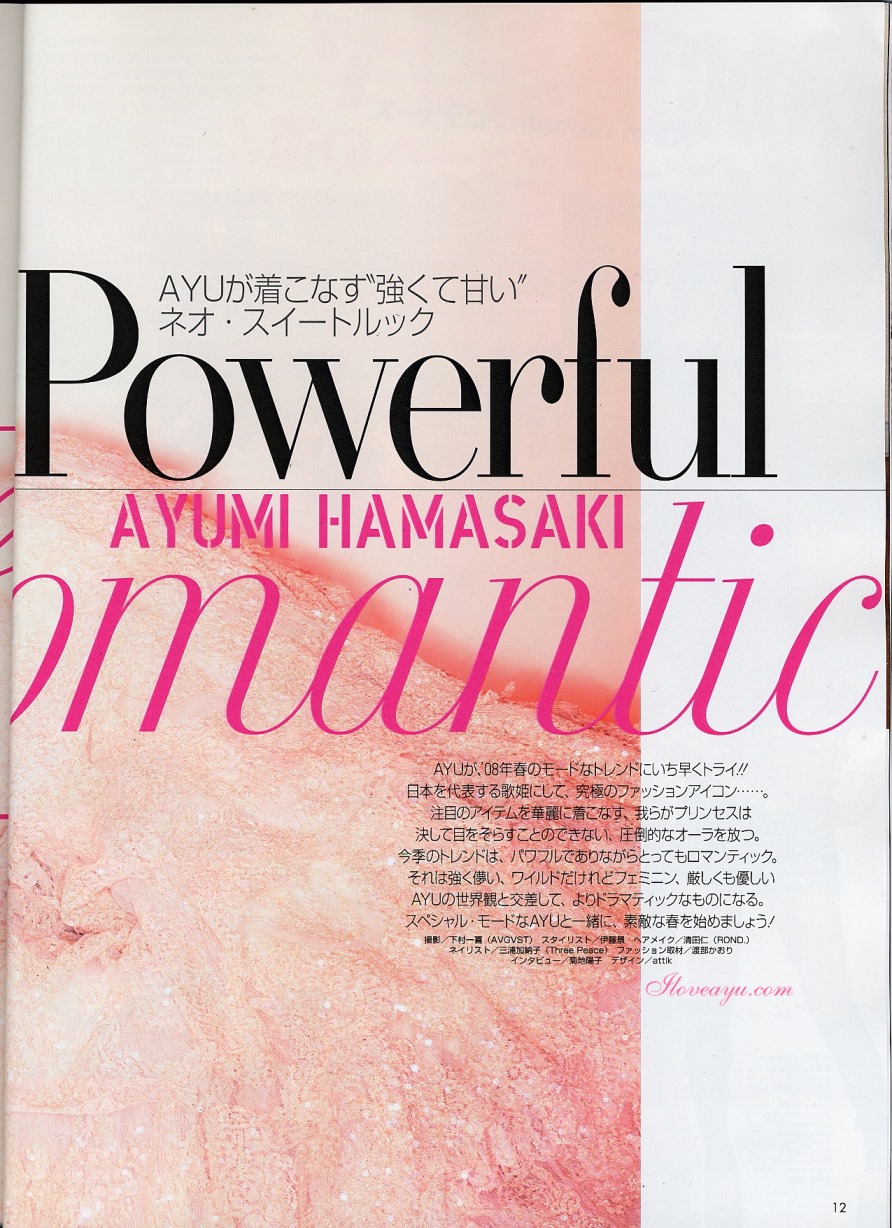 AYUが着こなす“強くて甘い”
ネオ・スイートルック
Powerful
AYUMI HAMASAKI
omantic
AYUが、'08年春のモードなトレンドにいち早くトライ!!
日本を代表する歌姫にして、究極のファッションアイコン……。
注目のアイテムを華麗に着こなす、我らがプリンセスは
決して目をそらすことのできない、圧倒的なオーラを放つ。
今季のトレンドは、パワフルでありながらとってもロマンティック。
それは強く儚い、ワイルドだけれどフェミニン、厳しくも優しい
AYUの世界観と交差して、よりドラマティックなものになる。
スペシャル・モードなAYUと一緒に、素敵な春を始めましょう!
撮影/下村一喜(AVGVST) スタイリスト/伊藤景 ヘアメイク/清田仁(ROND.)
ネイリスト/三浦加納子(Three Peace) ファッション取材/渡部かおり
インタビュー/菊地陽子 デザイン/attik
Iloveayu.com
12